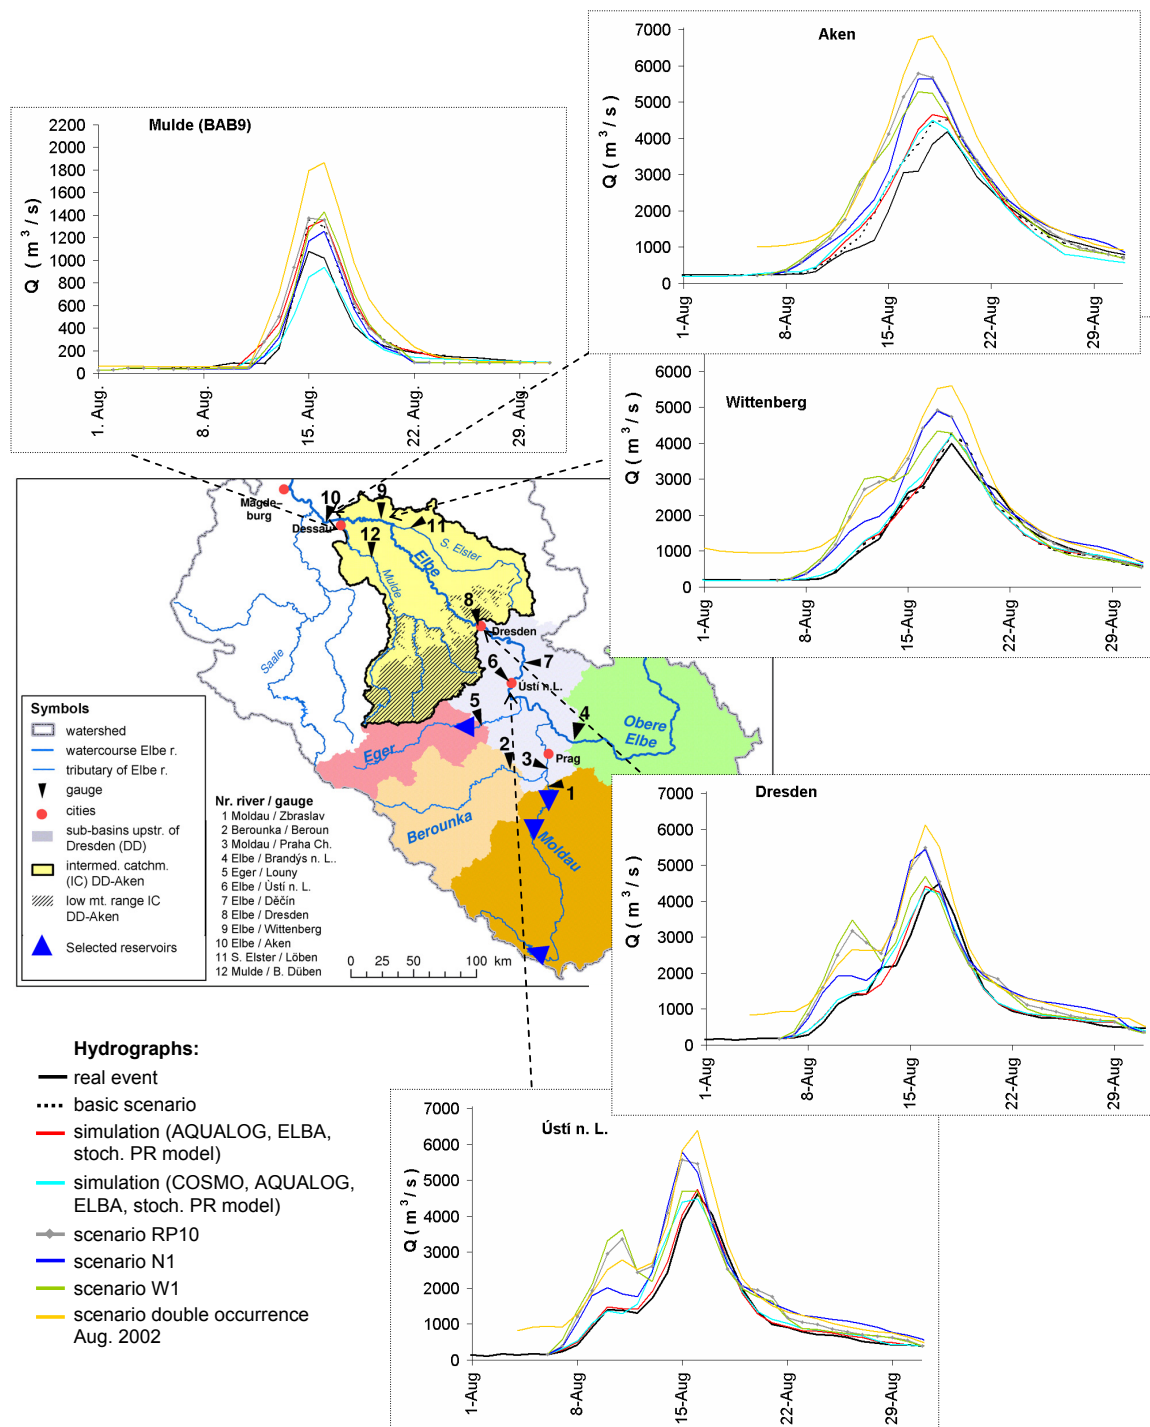 Aken
7000
6000
5000
4000
3000
2000
1000
0
Q ( m 3 / s )
1-Aug
8-Aug
15-Aug
22-Aug
29-Aug
Mulde (BAB9)
2200
2000
1800
1600
1400
1200
1000
800
600
400
200
0
Q ( m 3 / s)
1. Aug.
8. Aug.
15. Aug.
22. Aug.
29. Aug.
Wittenberg
6000
5000
4000
3000
2000
1000
0
Q ( m 3 / s )
1-Aug
8-Aug
15-Aug
22-Aug
29-Aug
Magde-
burg
10
9
Dessau
11
12
S. Elster
Elbe
Mulde
8
Dresden
Saale
6
7
Ústí n.L.
5
4
Obere
Elbe
Eger
2
3
Prag
1
Berounka
Moldau
Symbols
watershed
watercourse Elbe r.
tributary of Elbe r.
gauge
cities
sub-basins upstr. of
Dresden (DD)
intermed. catchm.
(IC) DD-Aken
low mt. range IC
DD-Aken
Selected reservoirs
Nr. river / gauge
1 Moldau / Zbraslav
2 Berounka / Beroun
3 Moldau / Praha Ch.
4 Elbe / Brandýs n. L..
5 Eger / Louny
6 Elbe / Ùstí n. L.
7 Elbe / Děčín
8 Elbe / Dresden
9 Elbe / Wittenberg
10 Elbe / Aken
11 S. Elster / Löben
12 Mulde / B. Düben
0 25 50 100 km
Dresden
7000
6000
5000
4000
3000
2000
1000
0
Q ( m 3 / s )
1-Aug
8-Aug
15-Aug
22-Aug
29-Aug
Hydrographs:
real event
basic scenario
simulation (AQUALOG, ELBA,
stoch. PR model)
simulation (COSMO, AQUALOG,
ELBA, stoch. PR model)
scenario RP10
scenario N1
scenario W1
scenario double occurrence
Aug. 2002
Ústí n. L.
7000
6000
5000
4000
3000
2000
1000
0
Q ( m 3 / s )
1-Aug
8-Aug
15-Aug
22-Aug
29-Aug